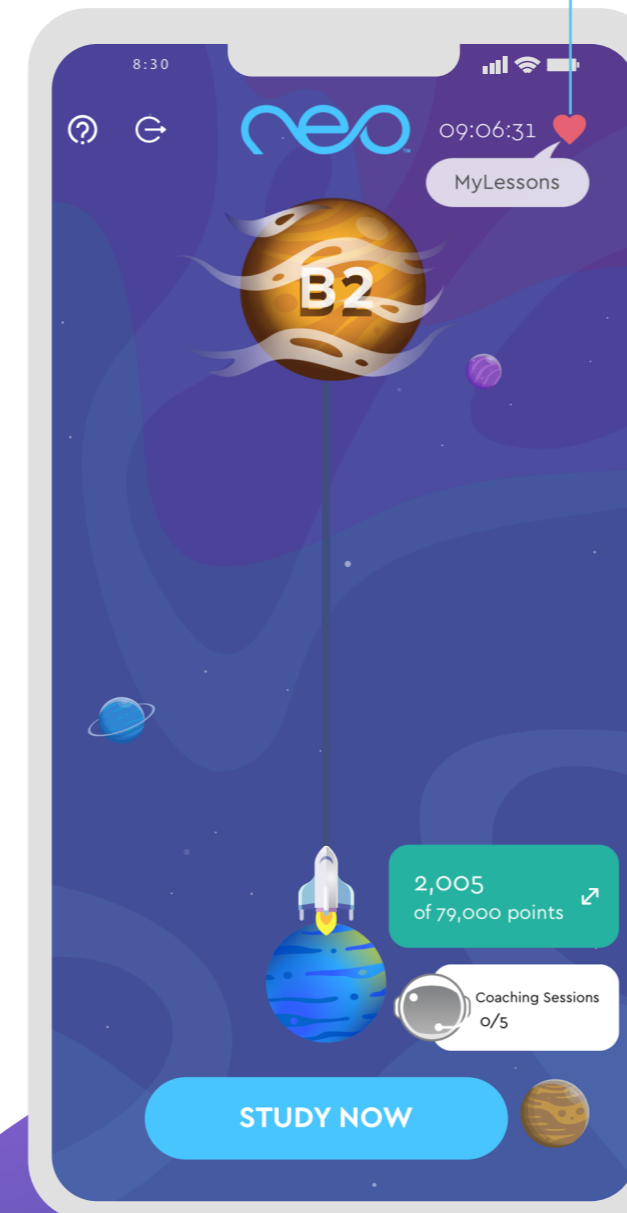 8:30
neo
09:06:31
MyLessons
B2
2,005
of 79,000 points
Coaching Sessions
0/5
STUDY NOW